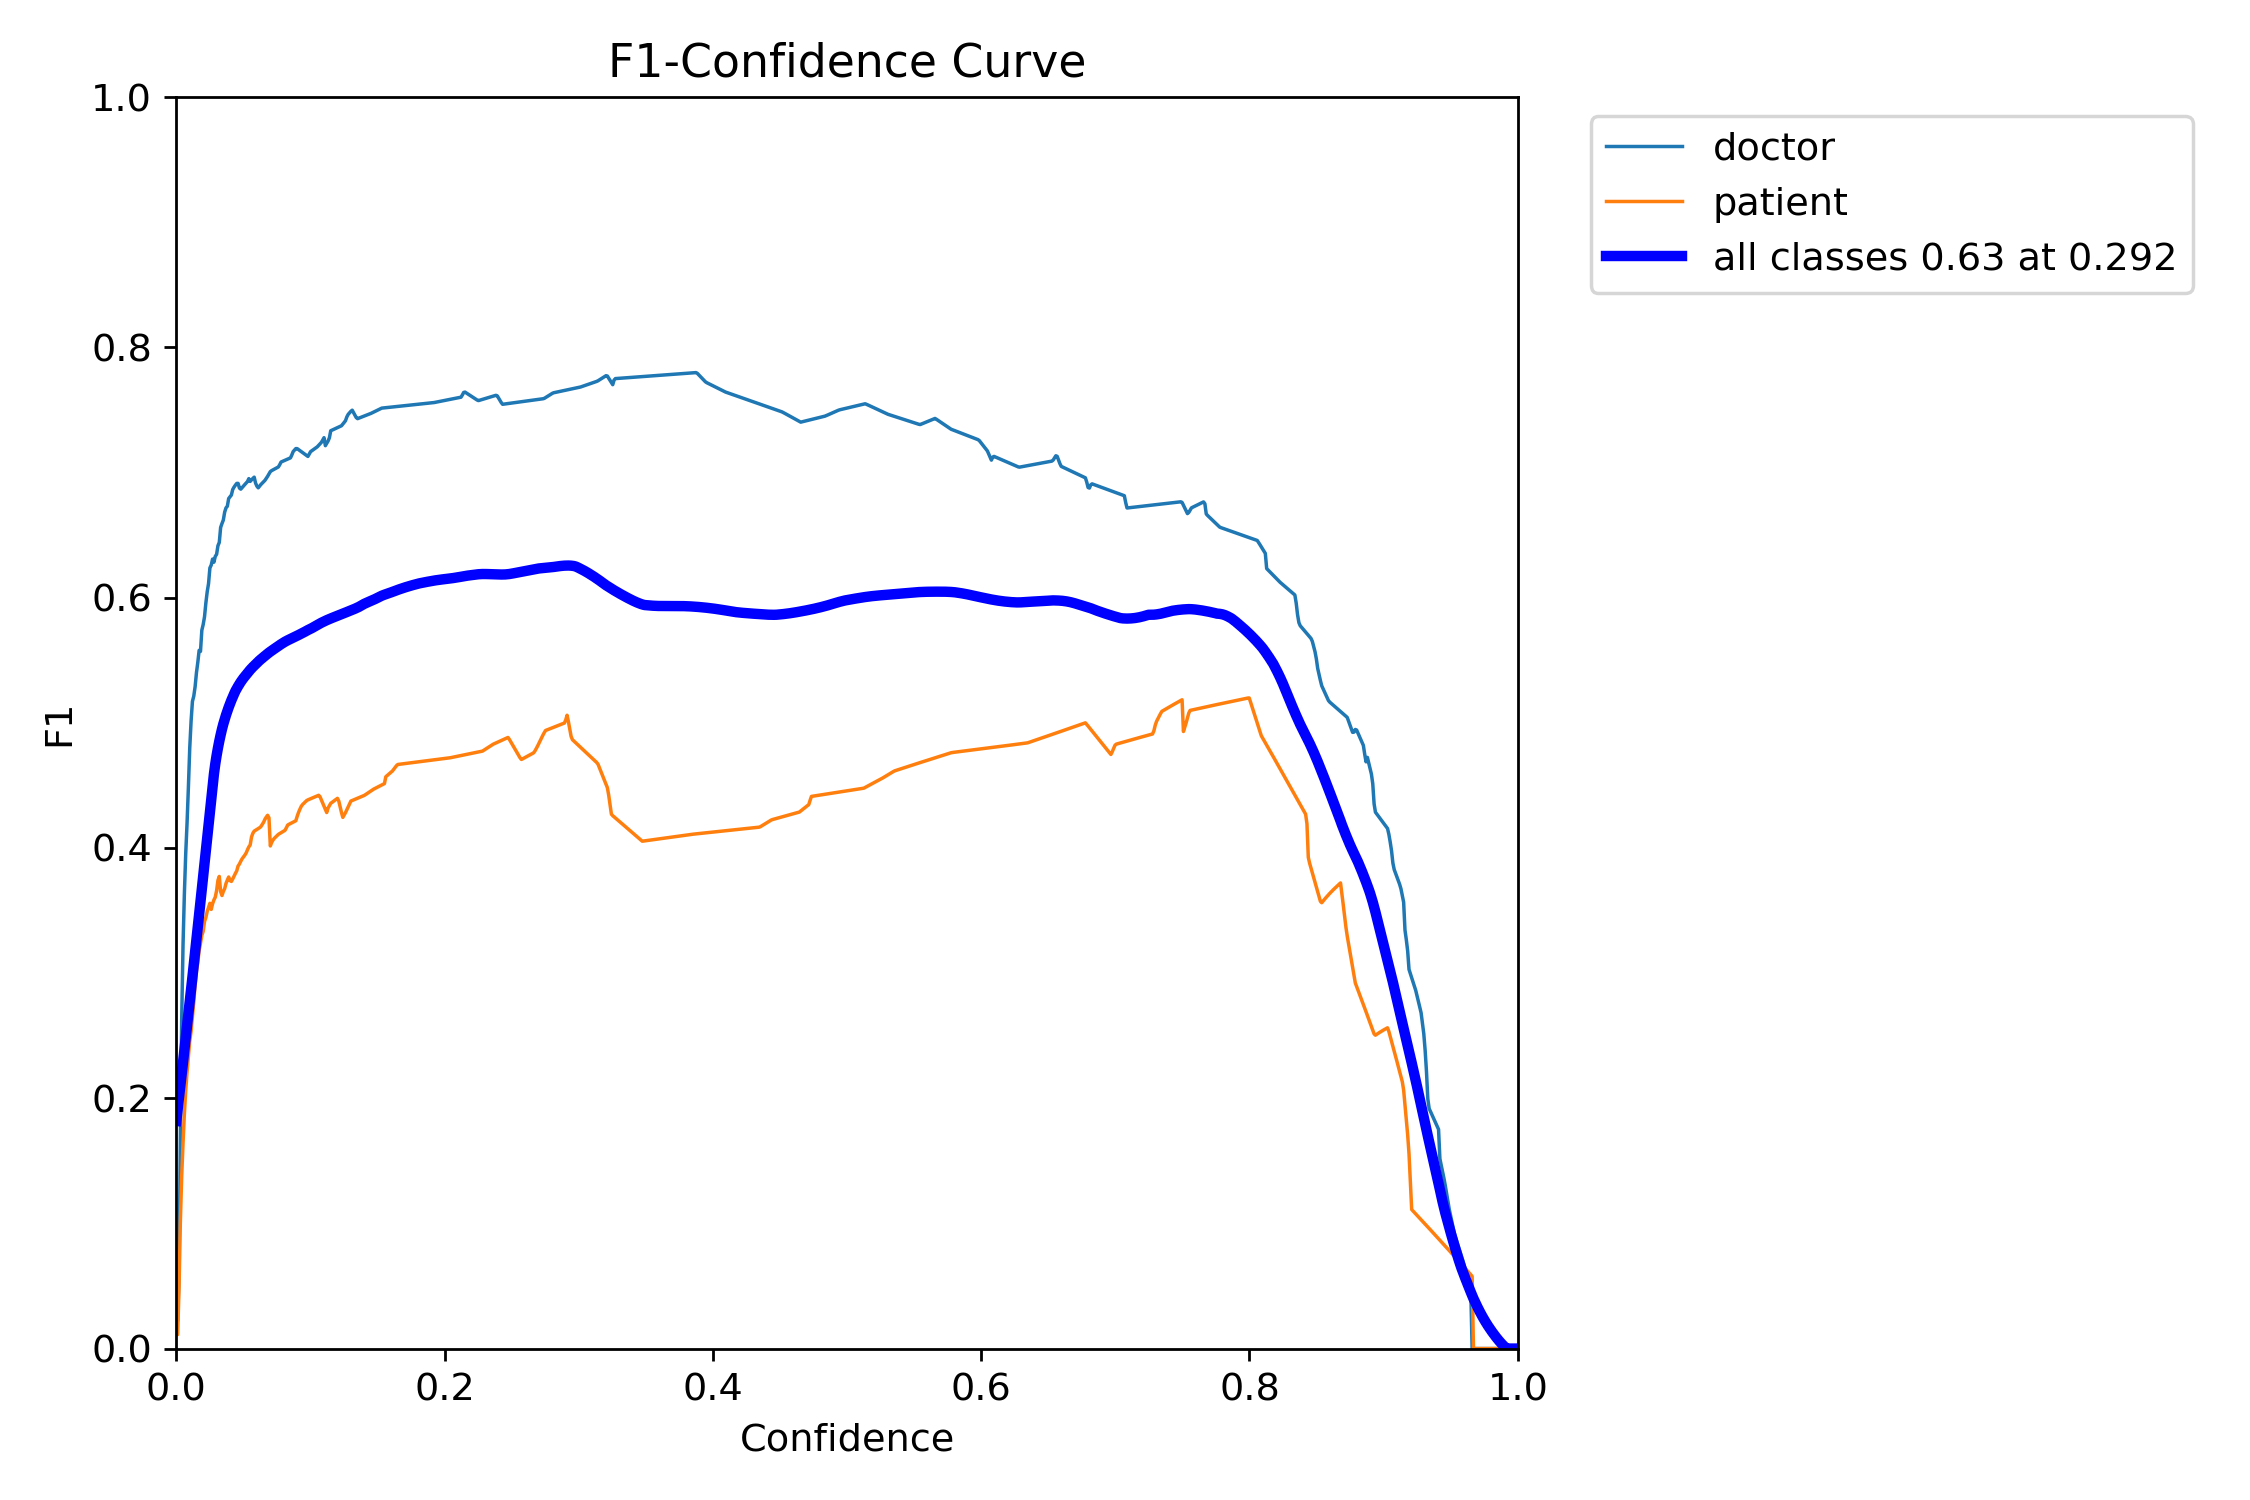 F1-Confidence Curve
1.0
0.8
0.6
0.4
0.2
0.0
F1
0.0 0.2 0.4 0.6 0.8 1.0
Confidence
doctor
patient
all classes 0.63 at 0.292